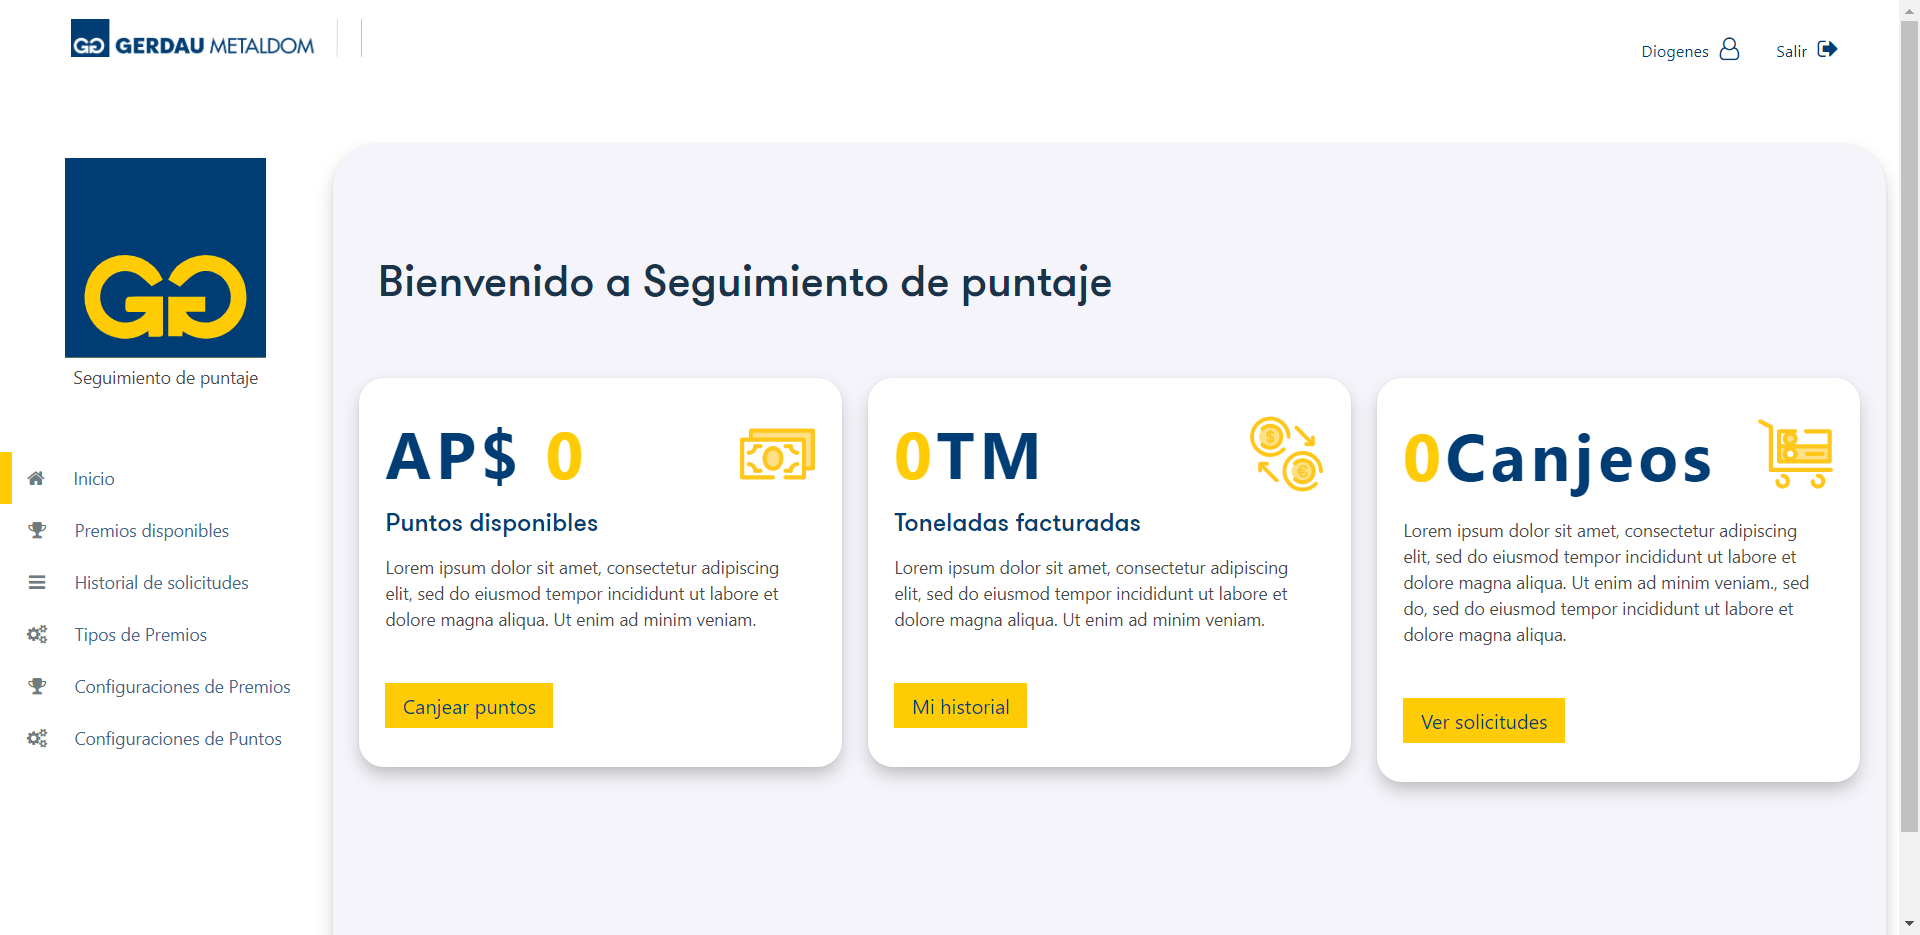 GERDAU METALDOM
Diogenes
Salir
Seguimiento de puntaje
Inicio
Premios disponibles
Historial de solicitudes
Tipos de Premios
Configuraciones de Premios
Configuraciones de Puntos
Bienvenido a Seguimiento de puntaje
AP$ 0
Puntos disponibles
Lorem ipsum dolor sit amet, consectetur adipiscing
elit, sed do eiusmod tempor incididunt ut labore et
dolore magna aliqua. Ut enim ad minim veniam.
Canjear puntos
0TM
Toneladas facturadas
Lorem ipsum dolor sit amet, consectetur adipiscing
elit, sed do eiusmod tempor incididunt ut labore et
dolore magna aliqua. Ut enim ad minim veniam.
Mi historial
0Canjeos
Lorem ipsum dolor sit amet, consectetur adipiscing
elit, sed do eiusmod tempor incididunt ut labore et
dolore magna aliqua. Ut enim ad minim veniam., sed
do, sed do eiusmod tempor incididunt ut labore et
dolore magna aliqua.
Ver solicitudes